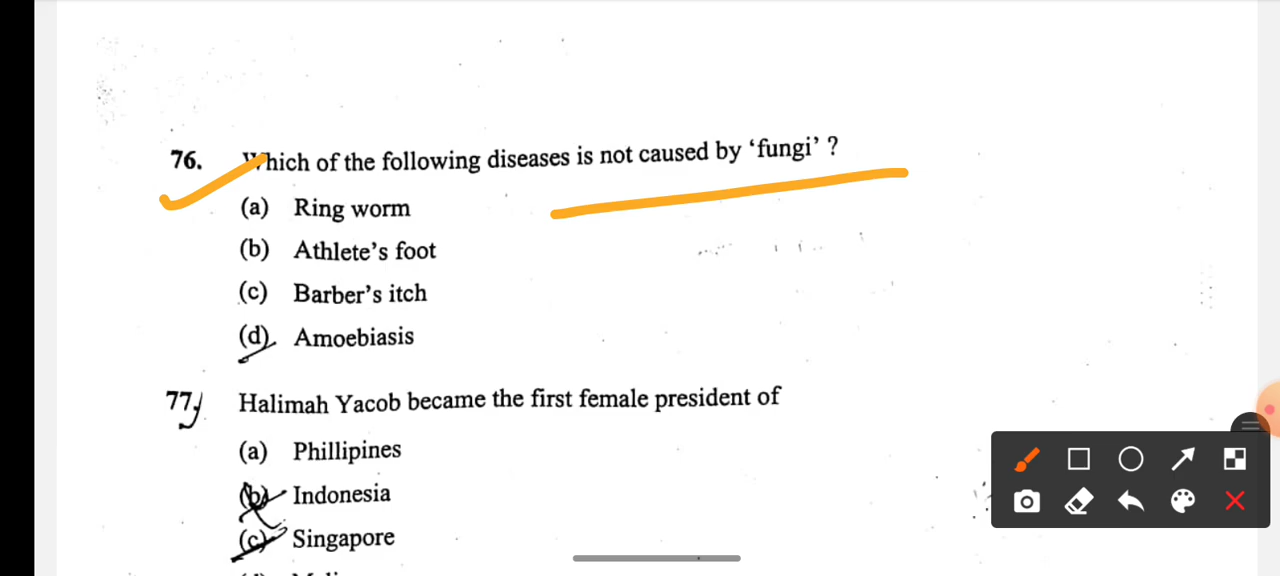 76. Which of the following diseases is not caused by ‘fungi’ ?
(a) Ring worm
(b) Athlete’s foot
(c) Barber’s itch
(d) Amoebiasis
77. Halimah Yacob became the first female president of
(a) Phillipines
(b) Indonesia
(c) Singapore